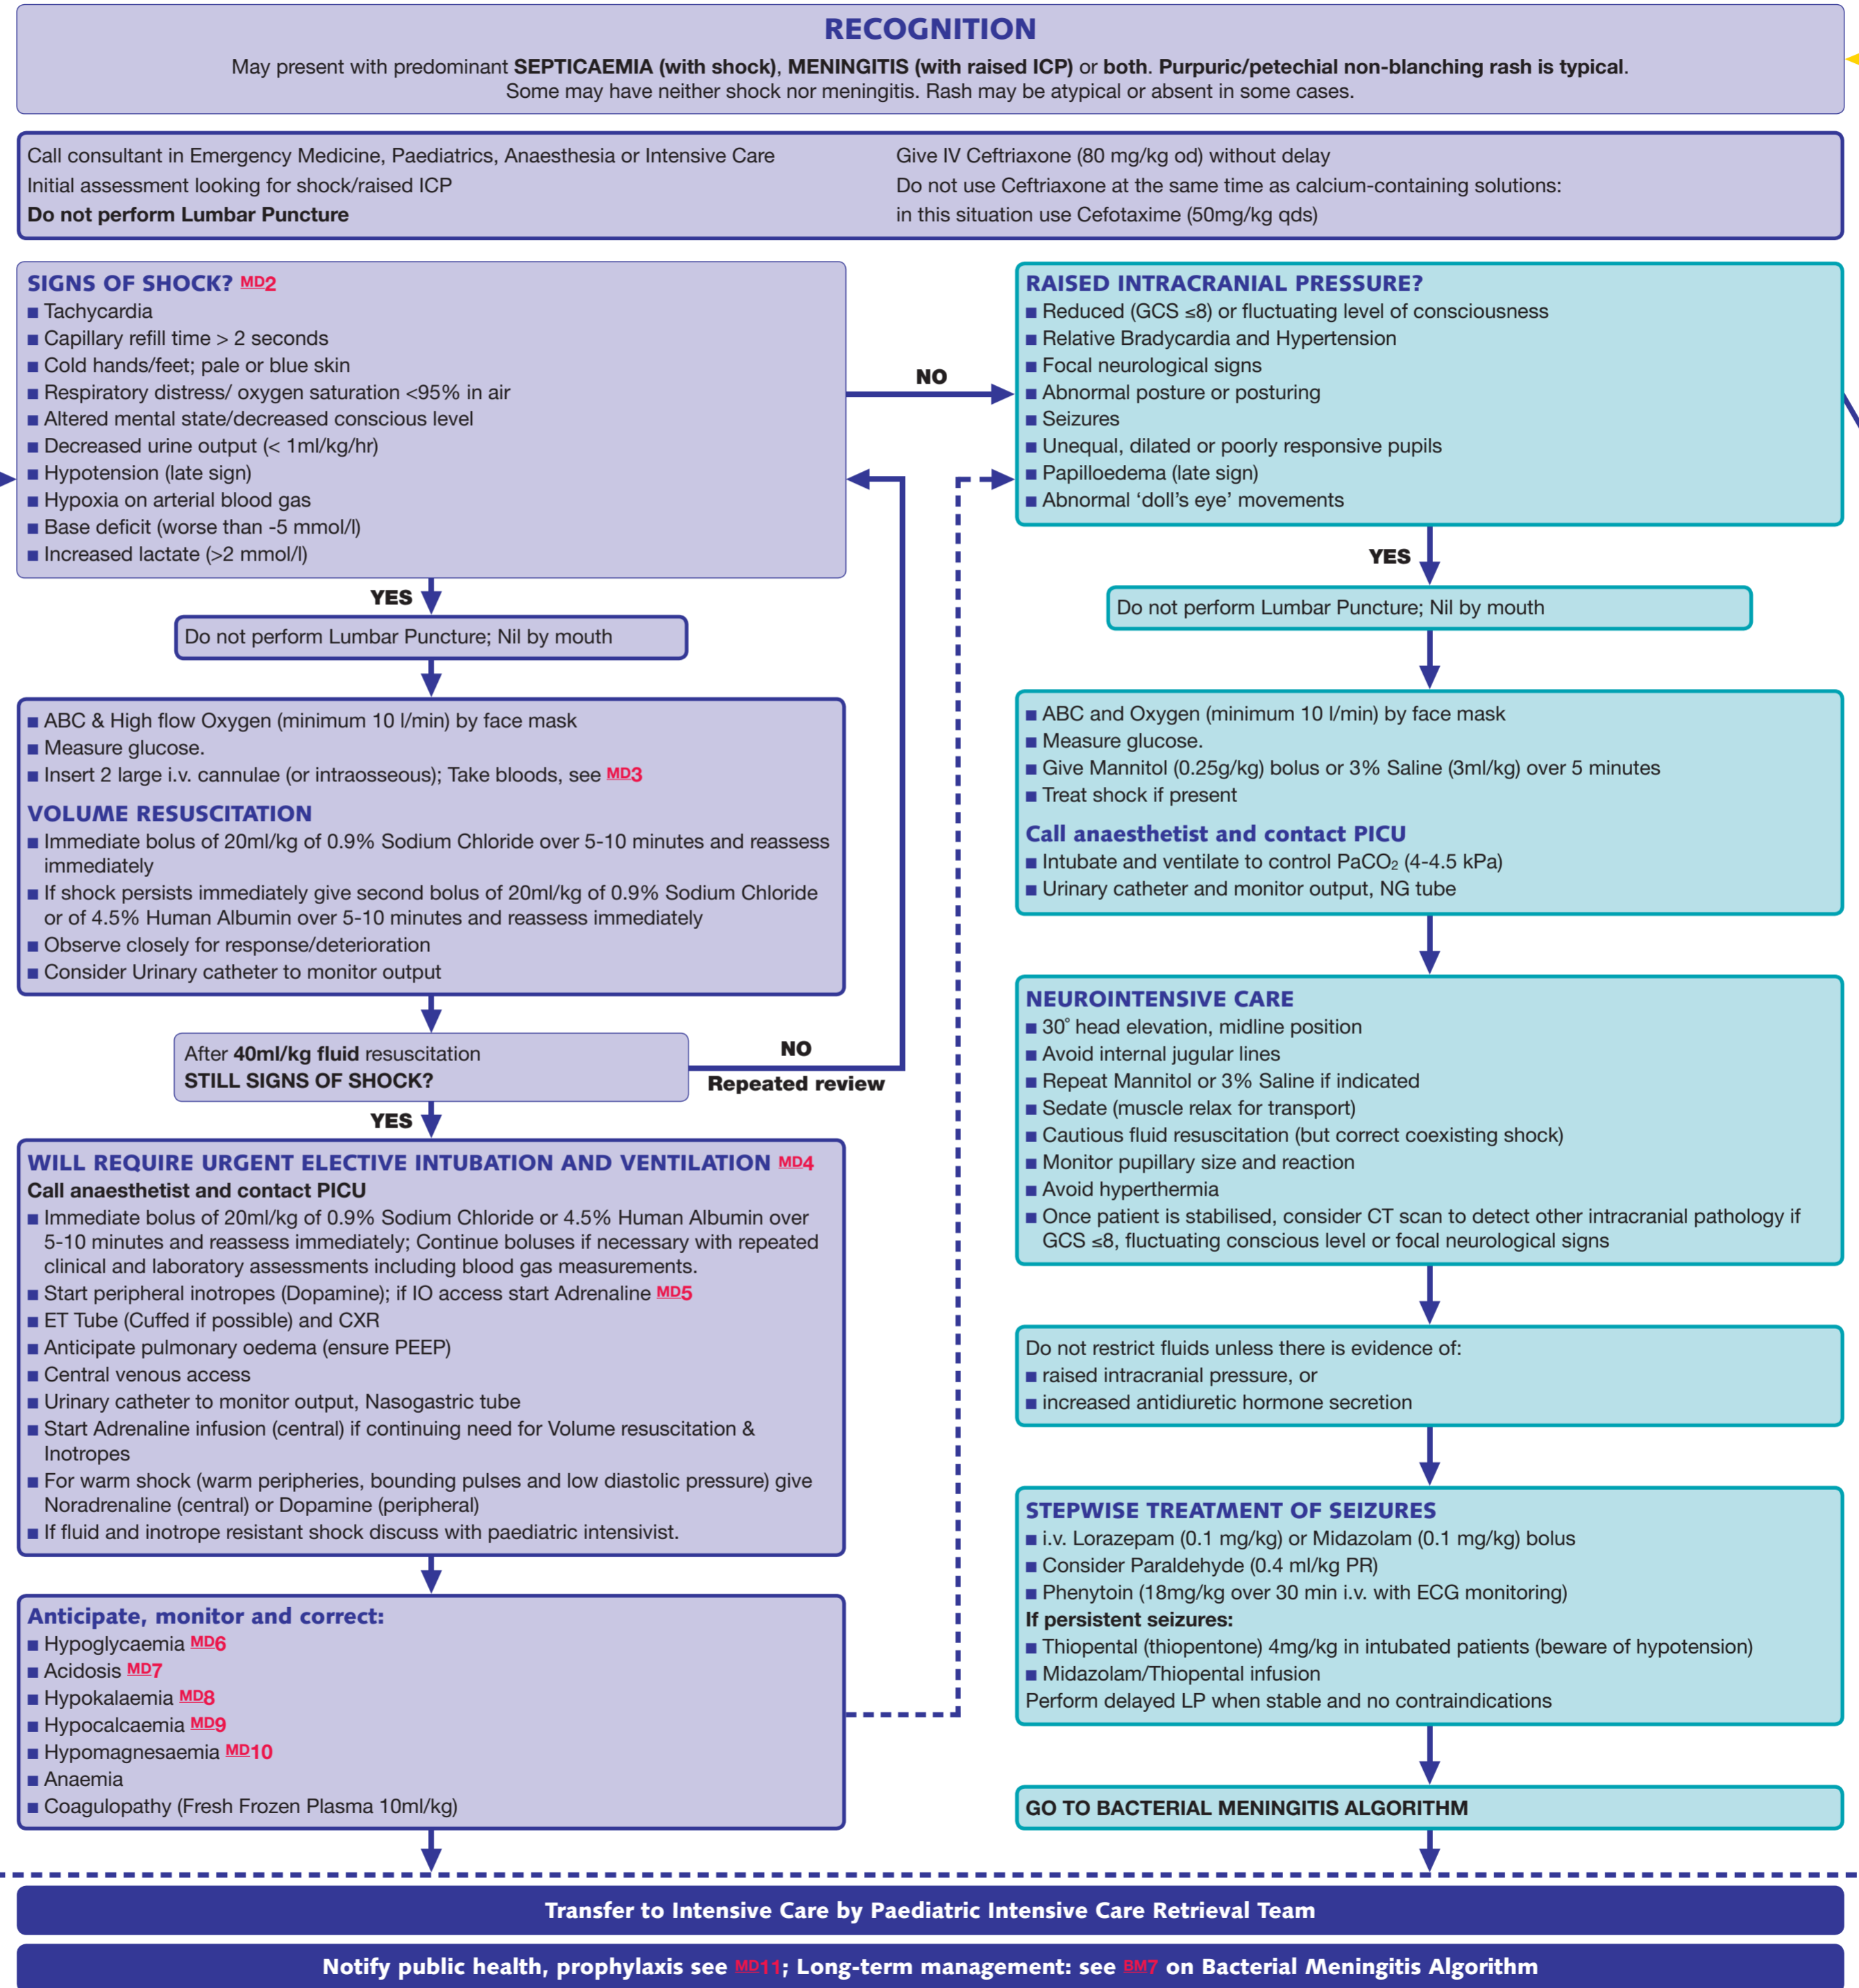 RECOGNITION
May present with predominant SEPTICAEMIA (with shock), MENINGITIS (with raised ICP) or both. Purpuric/petechial non-blanching rash is typical.
Some may have neither shock nor meningitis. Rash may be atypical or absent in some cases.
Call consultant in Emergency Medicine, Paediatrics, Anaesthesia or Intensive Care
Initial assessment looking for shock/raised ICP
Do not perform Lumbar Puncture
Give IV Ceftriaxone (80 mg/kg od) without delay
Do not use Ceftriaxone at the same time as calcium-containing solutions:
in this situation use Cefotaxime (50mg/kg qds)
SIGNS OF SHOCK? MD2
■ Tachycardia
■ Capillary refill time > 2 seconds
■ Cold hands/feet; pale or blue skin
■ Respiratory distress/ oxygen saturation <95% in air
■ Altered mental state/decreased conscious level
■ Decreased urine output (< 1ml/kg/hr)
■ Hypotension (late sign)
■ Hypoxia on arterial blood gas
■ Base deficit (worse than -5 mmol/l)
■ Increased lactate (>2 mmol/l)
NO
YES
Do not perform Lumbar Puncture; Nil by mouth
■ ABC & High flow Oxygen (minimum 10 l/min) by face mask
■ Measure glucose.
■ Insert 2 large i.v. cannulae (or intraosseous); Take bloods, see MD3
VOLUME RESUSCITATION
■ Immediate bolus of 20ml/kg of 0.9% Sodium Chloride over 5-10 minutes and reassess
immediately
■ If shock persists immediately give second bolus of 20ml/kg of 0.9% Sodium Chloride
or of 4.5% Human Albumin over 5-10 minutes and reassess immediately
■ Observe closely for response/deterioration
■ Consider Urinary catheter to monitor output
After 40ml/kg fluid resuscitation
STILL SIGNS OF SHOCK?
NO
Repeated review
YES
WILL REQUIRE URGENT ELECTIVE INTUBATION AND VENTILATION MD4
Call anaesthetist and contact PICU
■ Immediate bolus of 20ml/kg of 0.9% Sodium Chloride or 4.5% Human Albumin over
5-10 minutes and reassess immediately; Continue boluses if necessary with repeated
clinical and laboratory assessments including blood gas measurements.
■ Start peripheral inotropes (Dopamine); if IO access start Adrenaline MD5
■ ET Tube (Cuffed if possible) and CXR
■ Anticipate pulmonary oedema (ensure PEEP)
■ Central venous access
■ Urinary catheter to monitor output, Nasogastric tube
■ Start Adrenaline infusion (central) if continuing need for Volume resuscitation &
Inotropes
■ For warm shock (warm peripheries, bounding pulses and low diastolic pressure) give
Noradrenaline (central) or Dopamine (peripheral)
■ If fluid and inotrope resistant shock discuss with paediatric intensivist.
Anticipate, monitor and correct:
■ Hypoglycaemia MD6
■ Acidosis MD7
■ Hypokalaemia MD8
■ Hypocalcaemia MD9
■ Hypomagnesaemia MD10
■ Anaemia
■ Coagulopathy (Fresh Frozen Plasma 10ml/kg)
RAISED INTRACRANIAL PRESSURE?
■ Reduced (GCS ≤8) or fluctuating level of consciousness
■ Relative Bradycardia and Hypertension
■ Focal neurological signs
■ Abnormal posture or posturing
■ Seizures
■ Unequal, dilated or poorly responsive pupils
■ Papilloedema (late sign)
■ Abnormal ‘doll’s eye’ movements
YES
Do not perform Lumbar Puncture; Nil by mouth
■ ABC and Oxygen (minimum 10 l/min) by face mask
■ Measure glucose.
■ Give Mannitol (0.25g/kg) bolus or 3% Saline (3ml/kg) over 5 minutes
■ Treat shock if present
Call anaesthetist and contact PICU
■ Intubate and ventilate to control PaCO₂ (4-4.5 kPa)
■ Urinary catheter and monitor output, NG tube
NEUROINTENSIVE CARE
■ 30° head elevation, midline position
■ Avoid internal jugular lines
■ Repeat Mannitol or 3% Saline if indicated
■ Sedate (muscle relax for transport)
■ Cautious fluid resuscitation (but correct coexisting shock)
■ Monitor pupillary size and reaction
■ Avoid hyperthermia
■ Once patient is stabilised, consider CT scan to detect other intracranial pathology if
GCS ≤8, fluctuating conscious level or focal neurological signs
Do not restrict fluids unless there is evidence of:
■ raised intracranial pressure, or
■ increased antidiuretic hormone secretion
STEPWISE TREATMENT OF SEIZURES
■ i.v. Lorazepam (0.1 mg/kg) or Midazolam (0.1 mg/kg) bolus
■ Consider Paraldehyde (0.4 ml/kg PR)
■ Phenytoin (18mg/kg over 30 min i.v. with ECG monitoring)
If persistent seizures:
■ Thiopental (thiopentone) 4mg/kg in intubated patients (beware of hypotension)
■ Midazolam/Thiopental infusion
Perform delayed LP when stable and no contraindications
GO TO BACTERIAL MENINGITIS ALGORITHM
Transfer to Intensive Care by Paediatric Intensive Care Retrieval Team
Notify public health, prophylaxis see MD11; Long-term management: see BM7 on Bacterial Meningitis Algorithm